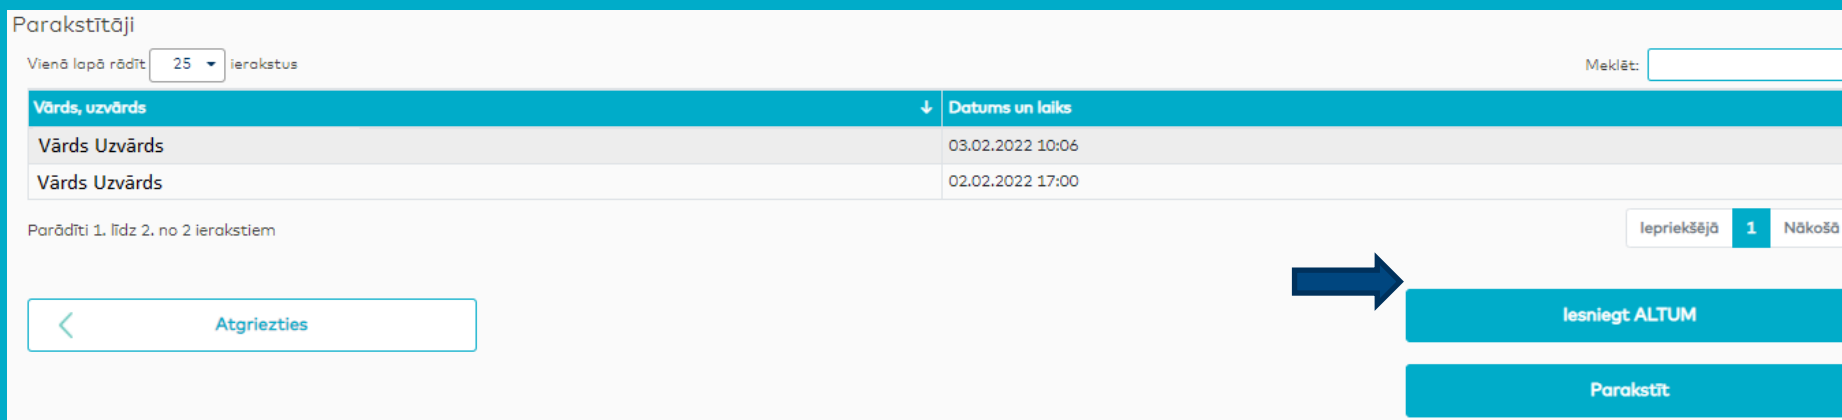 Parakstītāji
Vienā lapā rādīt 25 ierakstus
Meklēt:
Vārds, uzvārds Datums un laiks
Vārds Uzvārds 03.02.2022 10:06
Vārds Uzvārds 02.02.2022 17:00
Parādīti 1. līdz 2. no 2 ierakstiem
Iepriekšējā 1 Nākošā
Atgriezties
Iesniegt ALTUM
Parakstīt